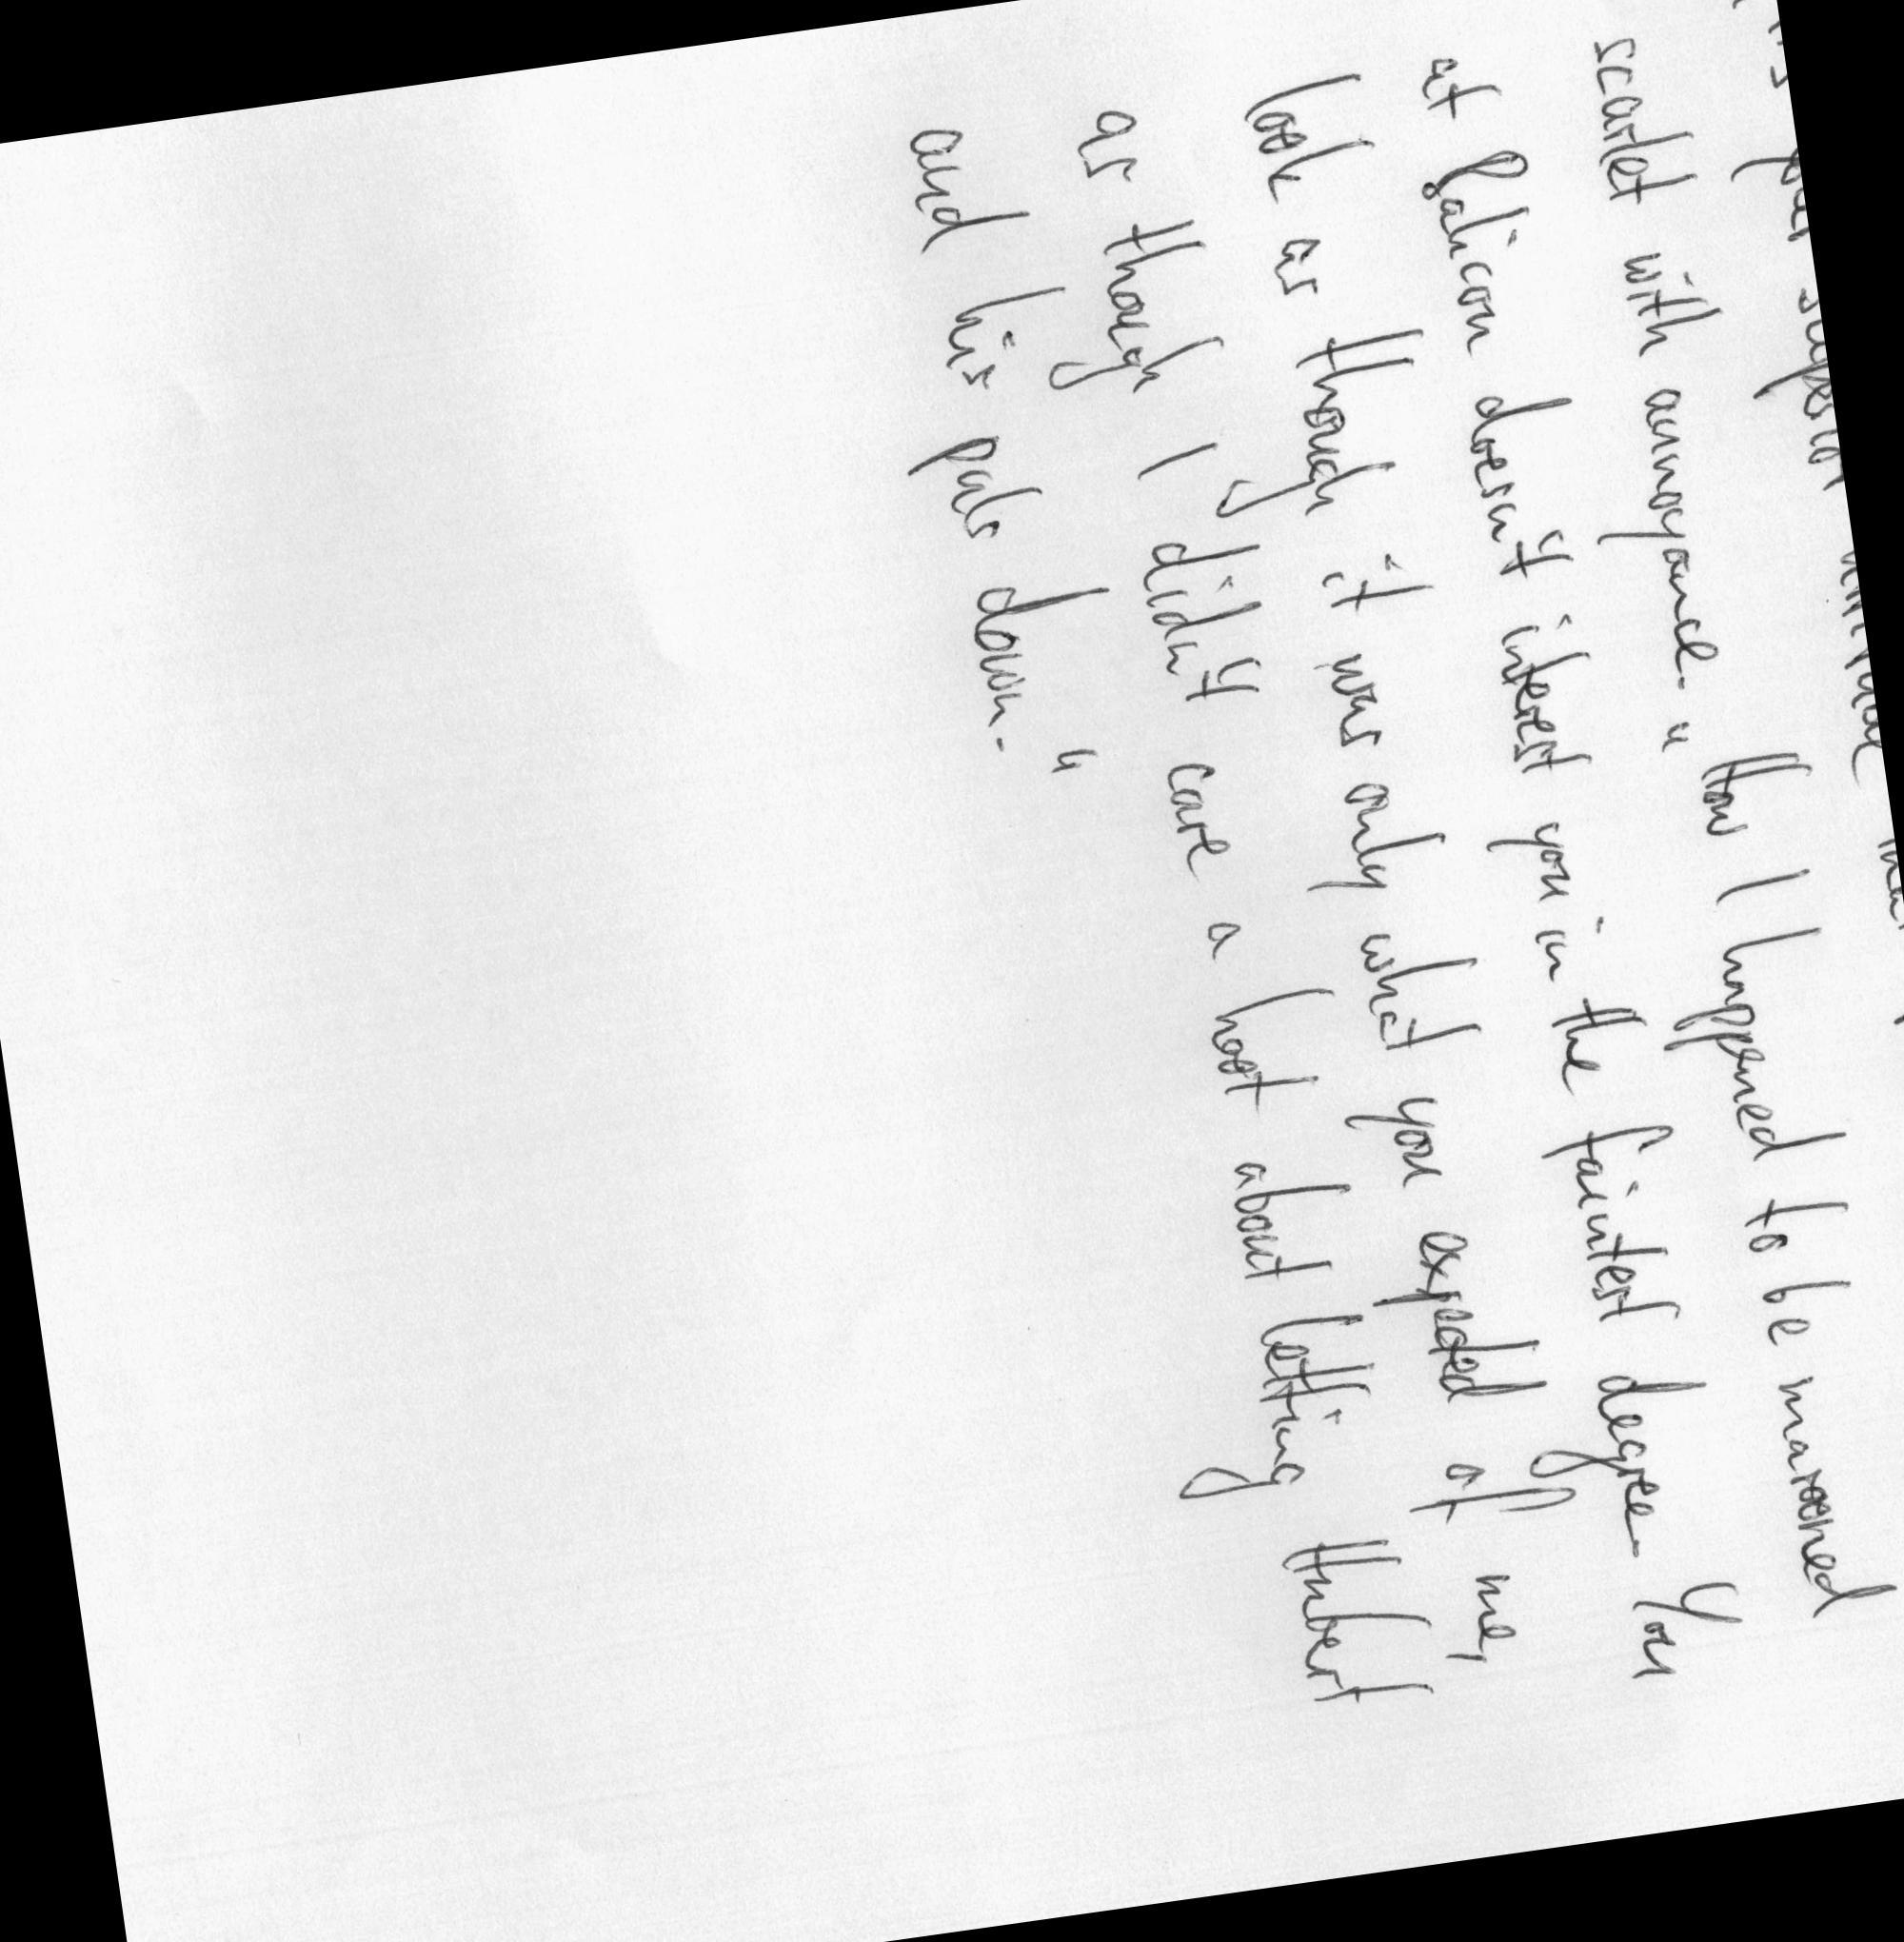 scarlet with annoyance. "How I happened to be marooned
at Balicou doesn't interest you in the faintest degree. You
look as though it was only what you expected of me,
as though I didn't care a hoot about letting Hubert
and his pals down."